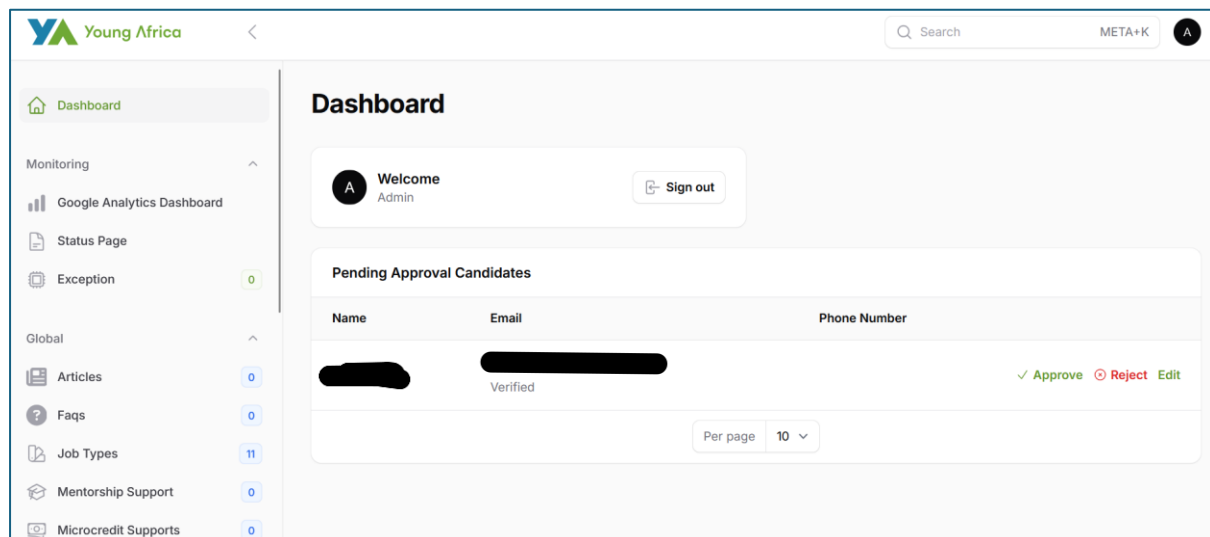 YA Young Africa
Search META+K A
Dashboard
Monitoring
Google Analytics Dashboard
Status Page
Exception 0
Global
Articles 0
Faqs 0
Job Types 11
Mentorship Support 0
Microcredit Supports 0
Dashboard
A Welcome
Admin
Sign out
Pending Approval Candidates
Name Email Phone Number
Verified
Approve Reject Edit
Per page 10